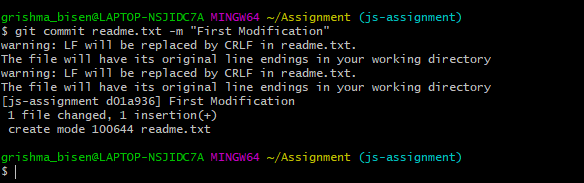 grishma_bisen@LAPTOP-NSJIDC7A MINGW64 ~/Assignment (js-assignment)
$ git commit readme.txt -m "First Modification"
warning: LF will be replaced by CRLF in readme.txt.
The file will have its original line endings in your working directory
warning: LF will be replaced by CRLF in readme.txt.
The file will have its original line endings in your working directory
[js-assignment d01a936] First Modification
 1 file changed, 1 insertion(+)
 create mode 100644 readme.txt
grishma_bisen@LAPTOP-NSJIDC7A MINGW64 ~/Assignment (js-assignment)
$